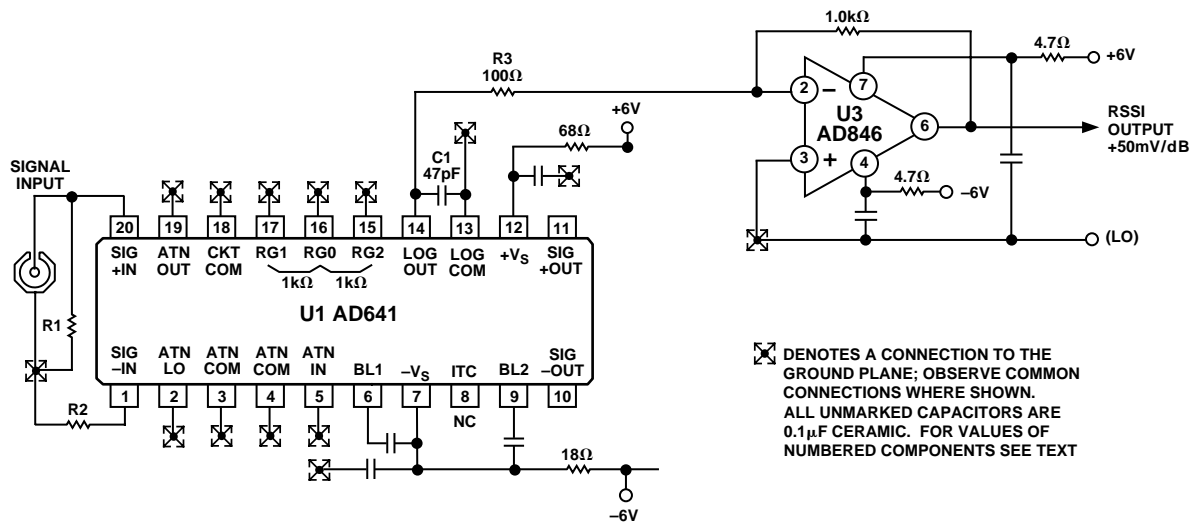 1.0kΩ
4.7Ω
+6V
R3
100Ω
2
–
7
U3
AD846
6
RSSI
OUTPUT
+50mV/dB
3
+
4
4.7Ω
–6V
(LO)
+6V
68Ω
C1
47pF
SIGNAL
INPUT
20 19 18 17 16 15 14 13 12 11
SIG
+IN
ATN
OUT
CKT
COM
RG1 RG0 RG2
LOG
OUT
LOG
COM
+VS
SIG
+OUT
1kΩ 1kΩ
U1 AD641
R1
SIG
–IN
ATN
LO
ATN
COM
ATN
COM
ATN
IN
BL1
–VS
ITC
BL2
SIG
–OUT
1 2 3 4 5 6 7 8 9 10
NC
R2
18Ω
–6V
DENOTES A CONNECTION TO THE
GROUND PLANE; OBSERVE COMMON
CONNECTIONS WHERE SHOWN.
ALL UNMARKED CAPACITORS ARE
0.1μF CERAMIC. FOR VALUES OF
NUMBERED COMPONENTS SEE TEXT